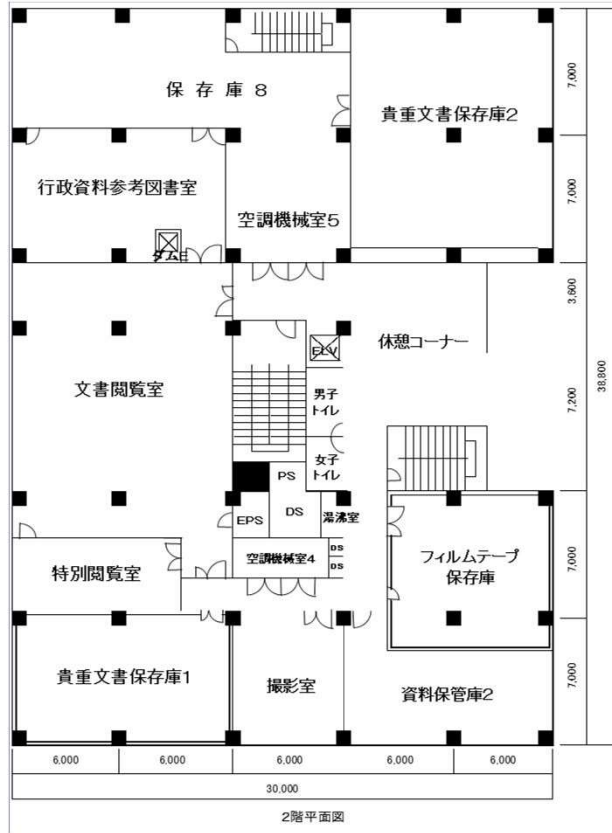 保存庫8
貴重文書保存庫2
7,000
行政資料参考図書室
空調機械室5
7,000
ダム日
3,600
休憩コーナー
ELV
文書閲覧室
男子
トイレ
7,200
38,800
女子
トイレ
PS
DS
EPS
湯沸室
空調機械室4
DS
DS
特別閲覧室
フィルムテープ
保存庫
7,000
貴重文書保存庫1
撮影室
資料保管庫2
7,000
6,000
6,000
6,000
6,000
6,000
30,000
2階平面図